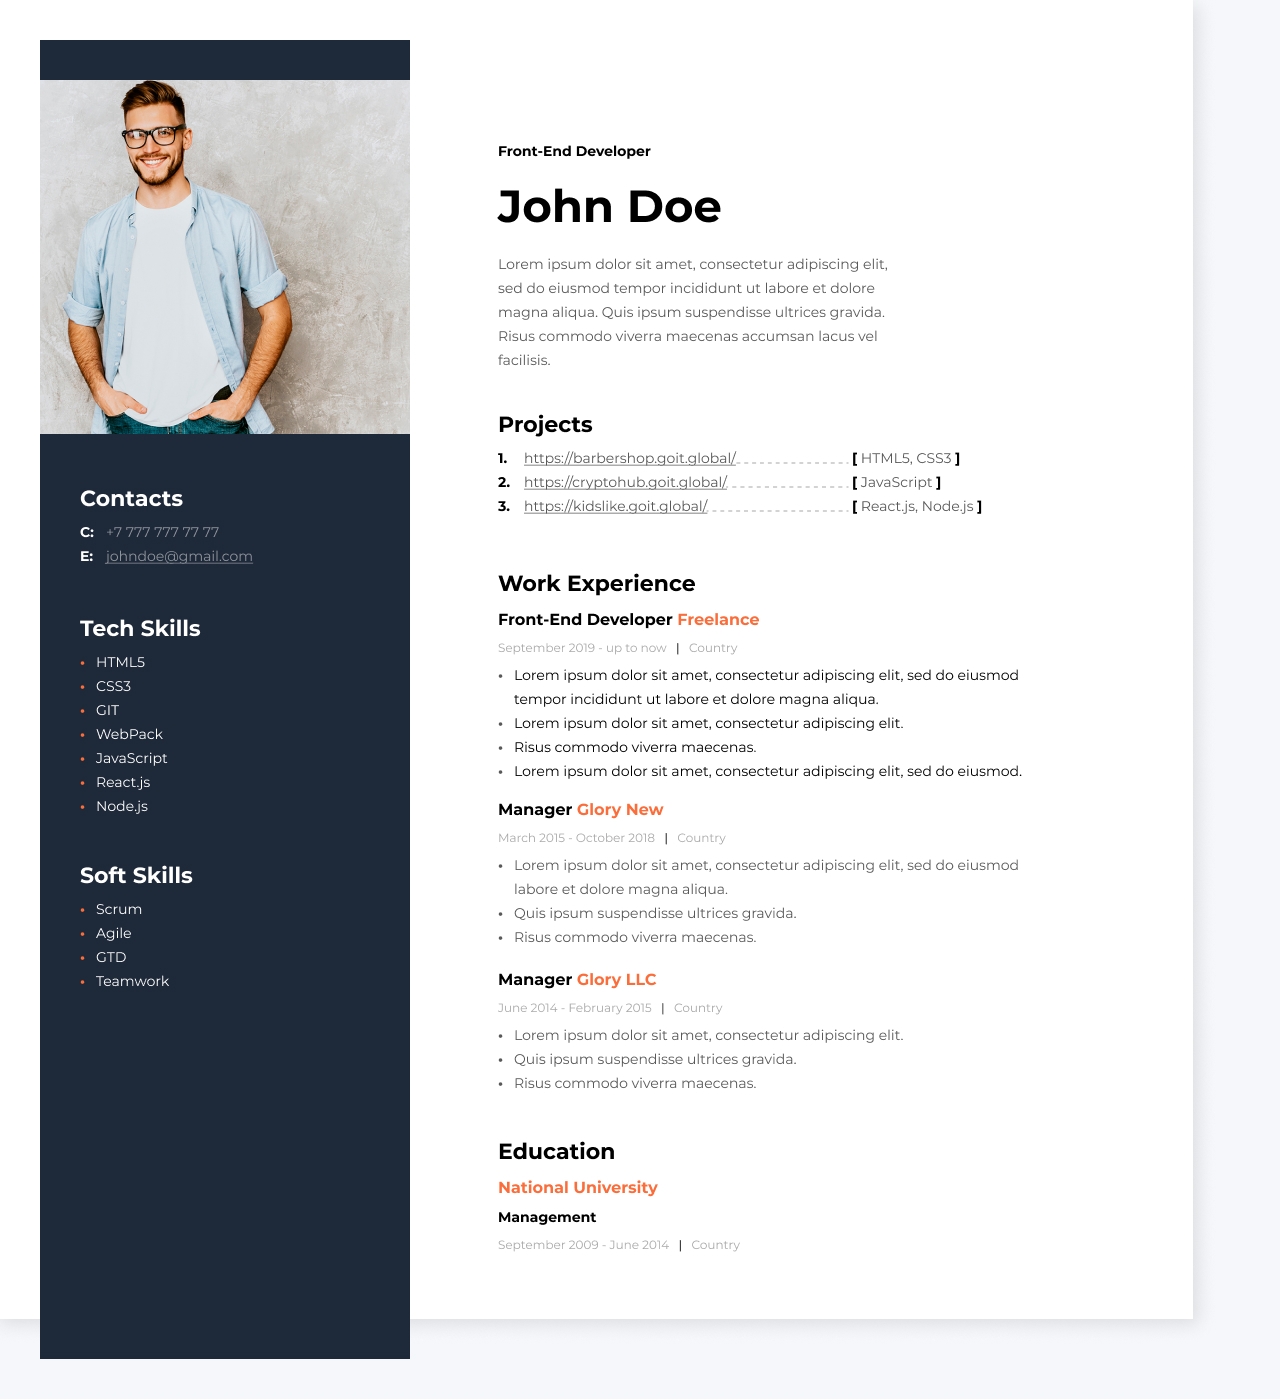 Contacts
C: +7 777 777 77 77
E: johndoe@gmail.com
Tech Skills
• HTML5
• CSS3
• GIT
• WebPack
• JavaScript
• React.js
• Node.js
Soft Skills
• Scrum
• Agile
• GTD
• Teamwork
Front-End Developer
John Doe
Lorem ipsum dolor sit amet, consectetur adipiscing elit,
sed do eiusmod tempor incididunt ut labore et dolore
magna aliqua. Quis ipsum suspendisse ultrices gravida.
Risus commodo viverra maecenas accumsan lacus vel
facilisis.
Projects
1. https://barbershop.goit.global/ [ HTML5, CSS3 ]
2. https://cryptohub.goit.global/ [ JavaScript ]
3. https://kidslike.goit.global/ [ React.js, Node.js ]
Work Experience
Front-End Developer Freelance
September 2019 - up to now | Country
• Lorem ipsum dolor sit amet, consectetur adipiscing elit, sed do eiusmod
tempor incididunt ut labore et dolore magna aliqua.
• Lorem ipsum dolor sit amet, consectetur adipiscing elit.
• Risus commodo viverra maecenas.
• Lorem ipsum dolor sit amet, consectetur adipiscing elit, sed do eiusmod.
Manager Glory New
March 2015 - October 2018 | Country
• Lorem ipsum dolor sit amet, consectetur adipiscing elit, sed do eiusmod
labore et dolore magna aliqua.
• Quis ipsum suspendisse ultrices gravida.
• Risus commodo viverra maecenas.
Manager Glory LLC
June 2014 - February 2015 | Country
• Lorem ipsum dolor sit amet, consectetur adipiscing elit.
• Quis ipsum suspendisse ultrices gravida.
• Risus commodo viverra maecenas.
Education
National University
Management
September 2009 - June 2014 | Country